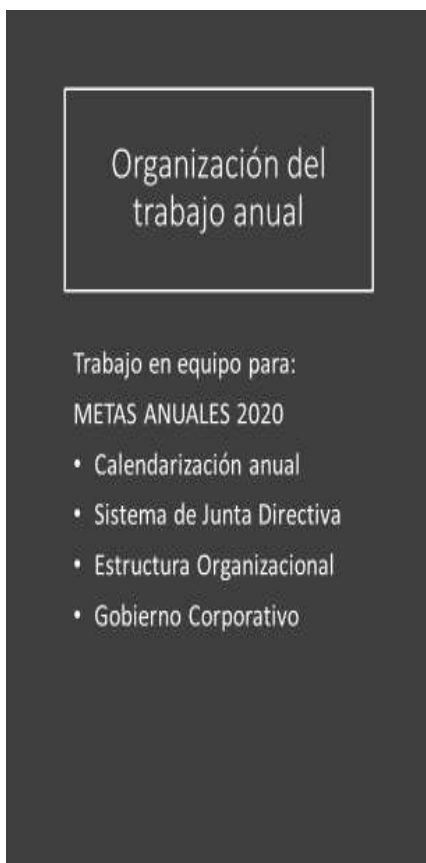 Organización del
trabajo anual
Trabajo en equipo para:
METAS ANUALES 2020
• Calendarización anual
• Sistema de Junta Directiva
• Estructura Organizacional
• Gobierno Corporativo